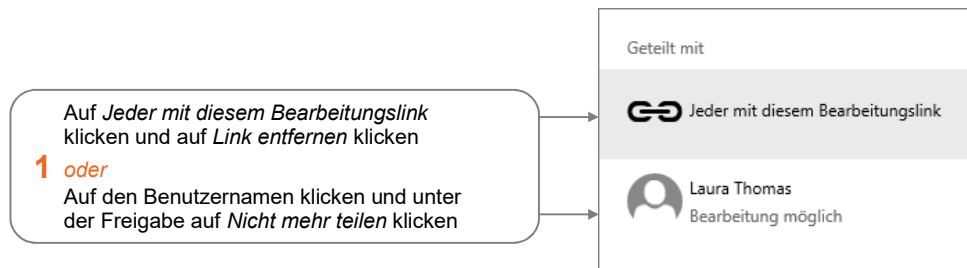 Auf Jeder mit diesem Bearbeitungslink
klicken und auf Link entfernen klicken
1 oder
Auf den Benutzernamen klicken und unter
der Freigabe auf Nicht mehr teilen klicken
Geteilt mit
Jeder mit diesem Bearbeitungslink
Laura Thomas
Bearbeitung möglich